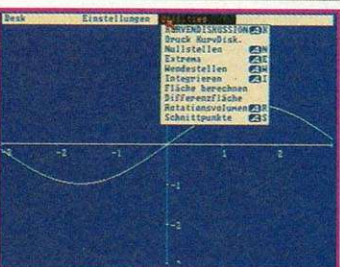 Desk Einstellungen
KURVENDISKUSSION K
Druck KurvDisk.
Nullstellen N
Extrema E
Wendestellen W
Integrieren I
Fläche berechnen
Differenzfläche
Rotationsvolumen R
Schnittpunkte S
-3 -2 -1 1 2
-1
-2